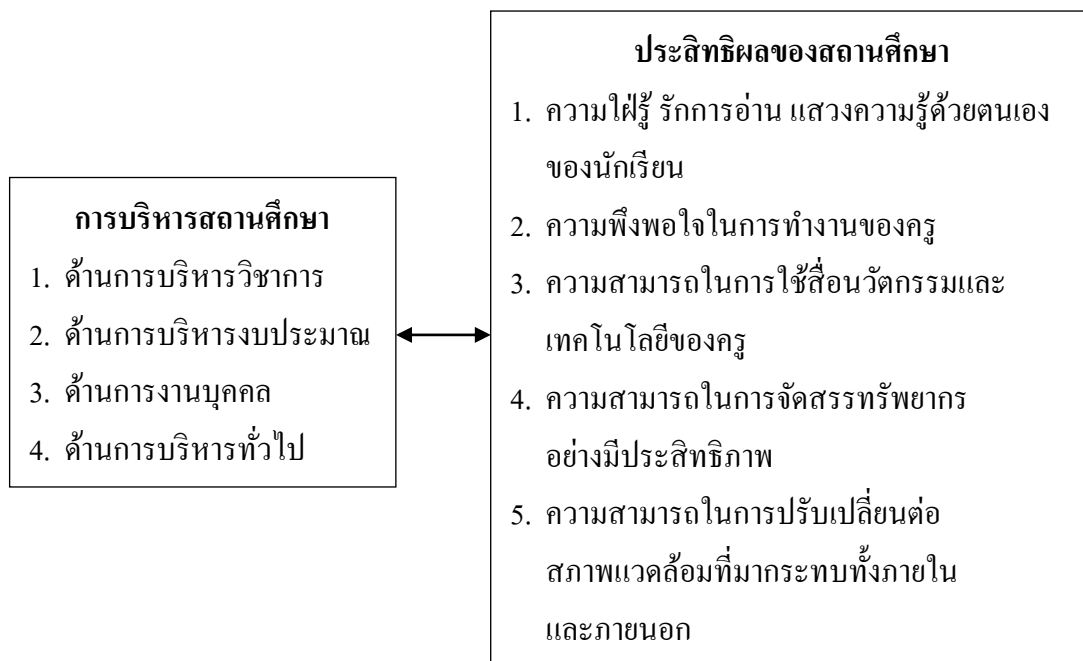 การบริหารสถานศึกษา
1. ด้านการบริหารวิชาการ
2. ด้านการบริหารงบประมาณ
3. ด้านการงานบุคคล
4. ด้านการบริหารทั่วไป
ประสิทธิผลของสถานศึกษา
1. ความใฝ่รู้ รักการอ่าน แสวงความรู้ด้วยตนเอง
ของนักเรียน
2. ความพึงพอใจในการทำงานของครู
3. ความสามารถในการใช้สื่อนวัตกรรมและ
เทคโนโลยีของครู
4. ความสามารถในการจัดสรรทรัพยากร
อย่างมีประสิทธิภาพ
5. ความสามารถในการปรับเปลี่ยนต่อ
สภาพแวดล้อมที่มากระทบทั้งภายใน
และภายนอก